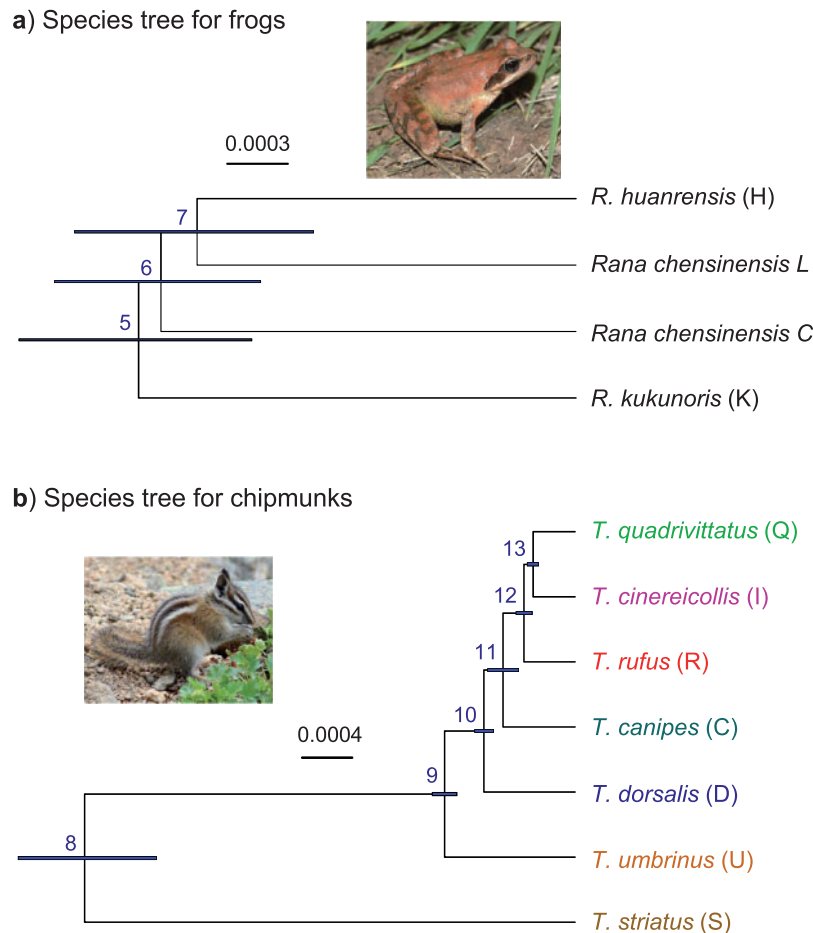 a) Species tree for frogs
0.0003
R. huanrensis (H)
7
Rana chensinensis L
6
5
Rana chensinensis C
R. kukunoris (K)
b) Species tree for chipmunks
T. quadrivittatus (Q)
13
T. cinereicollis (I)
12
11
T. rufus (R)
10
T. canipes (C)
0.0004
9
T. dorsalis (D)
8
T. umbrinus (U)
T. striatus (S)